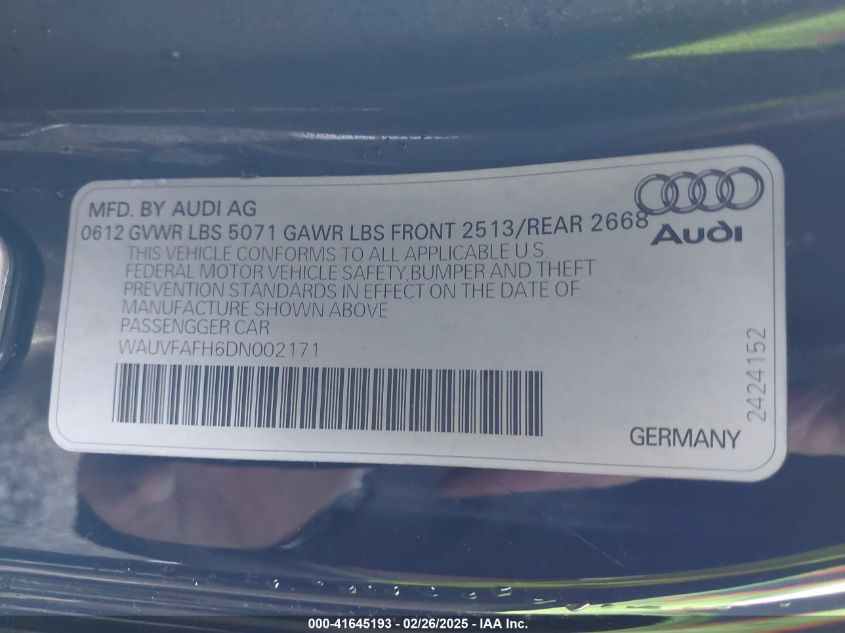 MFD. BY AUDI AG
0612 GVWR LBS 5071 GAWR LBS FRONT 2513/REAR 2668
Audi
THIS VEHICLE CONFORMS TO ALL APPLICABLE U.S.
FEDERAL MOTOR VEHICLE SAFETY,BUMPER AND THEFT
PREVENTION STANDARDS IN EFFECT ON THE DATE OF
MANUFACTURE SHOWN ABOVE
PASSENGGER CAR
WAUVFAFH6DN002171
2424152
GERMANY
000-41645193 - 02/26/2025 - IAA Inc.